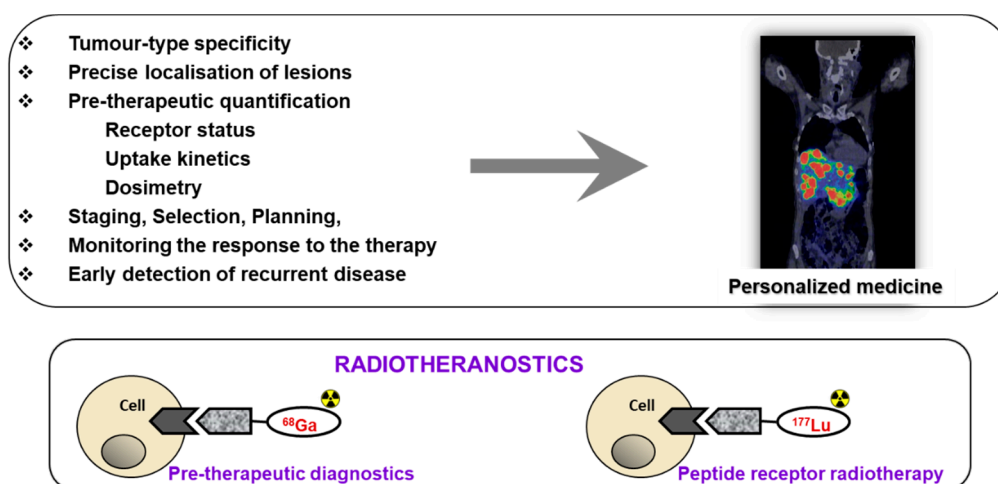 ❖ Tumour-type specificity
❖ Precise localisation of lesions
❖ Pre-therapeutic quantification
Receptor status
Uptake kinetics
Dosimetry
❖ Staging, Selection, Planning,
❖ Monitoring the response to the therapy
❖ Early detection of recurrent disease
Personalized medicine
RADIOTHERANOSTICS
Cell
⁶⁸Ga
Pre-therapeutic diagnostics
Cell
¹⁷⁷Lu
Peptide receptor radiotherapy